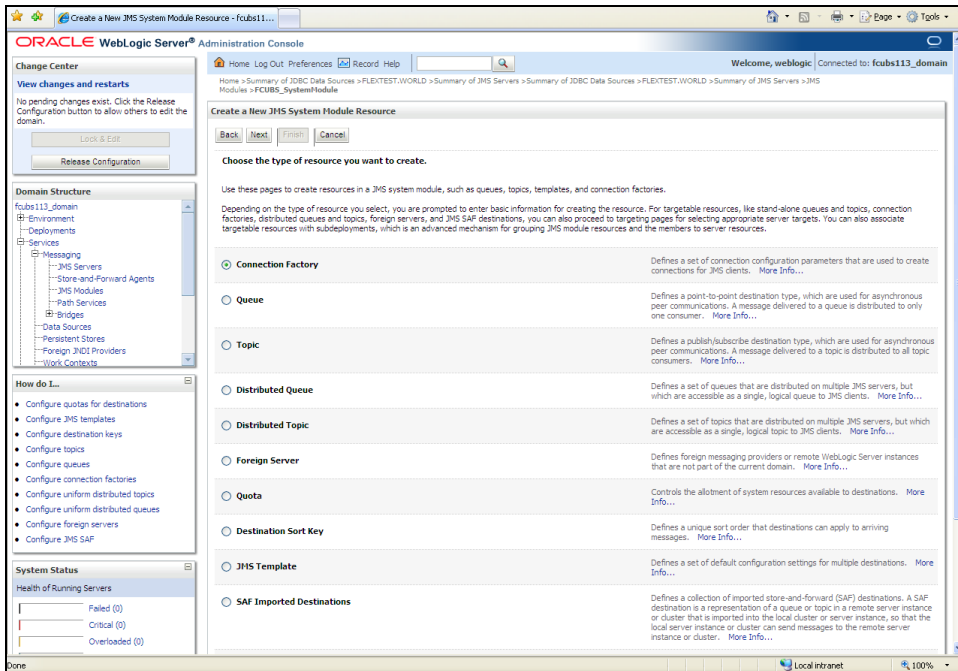 Create a New JMS System Module Resource - fcubs11...
Page
Tools
ORACLE WebLogic Server® Administration Console
Change Center
View changes and restarts
No pending changes exist. Click the Release
Configuration button to allow others to edit the
domain.
Lock & Edit
Release Configuration
Domain Structure
fcubs113_domain
Environment
Deployments
Services
Messaging
JMS Servers
Store-and-Forward Agents
JMS Modules
Path Services
Bridges
Data Sources
Persistent Stores
Foreign JNDI Providers
Work Contexts
How do I...
Configure quotas for destinations
Configure JMS templates
Configure destination keys
Configure topics
Configure queues
Configure connection factories
Configure uniform distributed topics
Configure uniform distributed queues
Configure foreign servers
Configure JMS SAF
System Status
Health of Running Servers
Failed (0)
Critical (0)
Overloaded (0)
Home Log Out Preferences Record Help
Welcome, weblogic Connected to: fcubs113_domain
Home >Summary of JDBC Data Sources >FLEXTEST.WORLD >Summary of JMS Servers >Summary of JDBC Data Sources >FLEXTEST.WORLD >Summary of JMS Servers >JMS
Modules >FCUBS_SystemModule
Create a New JMS System Module Resource
Back Next Finish Cancel
Choose the type of resource you want to create.
Use these pages to create resources in a JMS system module, such as queues, topics, templates, and connection factories.
Depending on the type of resource you select, you are prompted to enter basic information for creating the resource. For targetable resources, like stand-alone queues and topics, connection
factories, distributed queues and topics, foreign servers, and JMS SAF destinations, you can also proceed to targeting pages for selecting appropriate server targets. You can also associate
targetable resources with subdeployments, which is an advanced mechanism for grouping JMS module resources and the members to server resources.
Connection Factory
Defines a set of connection configuration parameters that are used to create
connections for JMS clients. More Info...
Queue
Defines a point-to-point destination type, which are used for asynchronous
peer communications. A message delivered to a queue is distributed to only
one consumer. More Info...
Topic
Defines a publish/subscribe destination type, which are used for asynchronous
peer communications. A message delivered to a topic is distributed to all topic
consumers. More Info...
Distributed Queue
Defines a set of queues that are distributed on multiple JMS servers, but
which are accessible as a single, logical queue to JMS clients. More Info...
Distributed Topic
Defines a set of topics that are distributed on multiple JMS servers, but which
are accessible as a single, logical topic to JMS clients. More Info...
Foreign Server
Defines foreign messaging providers or remote WebLogic Server instances
that are not part of the current domain. More Info...
Quota
Controls the allotment of system resources available to destinations. More
Info...
Destination Sort Key
Defines a unique sort order that destinations can apply to arriving
messages. More Info...
JMS Template
Defines a set of default configuration settings for multiple destinations. More
Info...
SAF Imported Destinations
Defines a collection of imported store-and-forward (SAF) destinations. A SAF
destination is a representation of a queue or topic in a remote server instance
or cluster that is imported into the local cluster or server instance, so that the
local server instance or cluster can send messages to the remote server
instance or cluster. More Info...
Done
Local intranet
100%